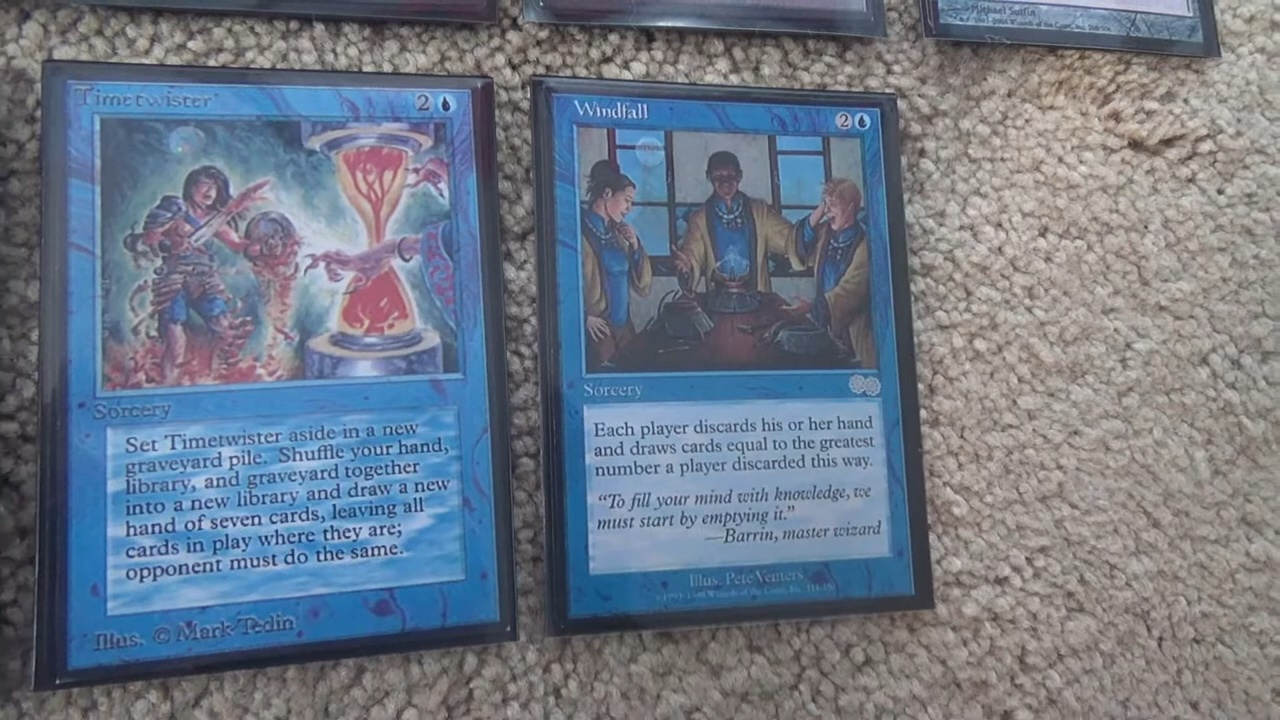 Michael Sutfin
Timetwister
2
Sorcery
Set Timetwister aside in a new
graveyard pile. Shuffle your hand,
library, and graveyard together
into a new library and draw a new
hand of seven cards, leaving all
cards in play where they are;
opponent must do the same.
Illus. © Mark Tedin
Windfall
2
Sorcery
Each player discards his or her hand
and draws cards equal to the greatest
number a player discarded this way.
“To fill your mind with knowledge, we
must start by emptying it.”
—Barrin, master wizard
Illus. Pete Venters